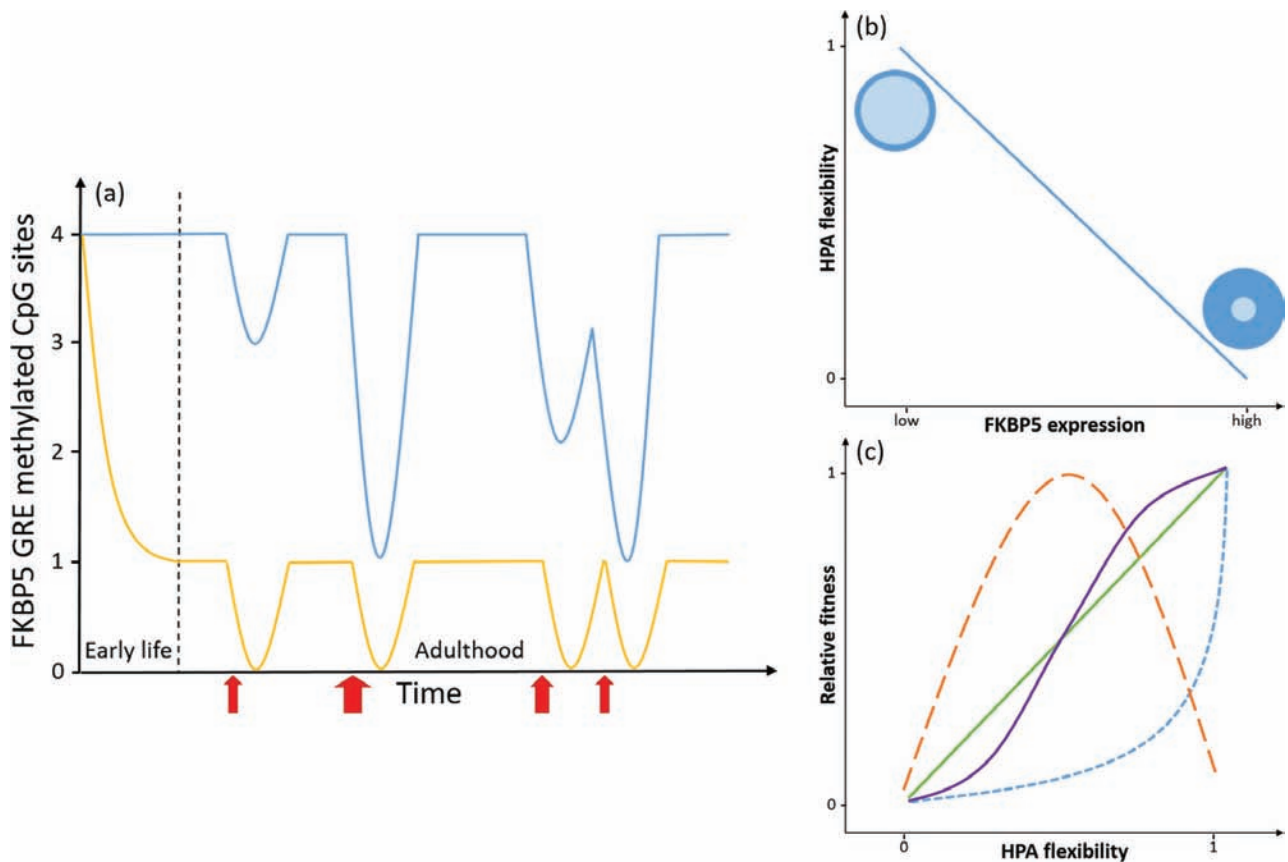 (a)
FKBP5 GRE methylated CpG sites
4
3
2
1
0
Early life
Adulthood
Time
(b)
HPA flexibility
1
0
low
high
FKBP5 expression
(c)
Relative fitness
1
0
0
1
HPA flexibility